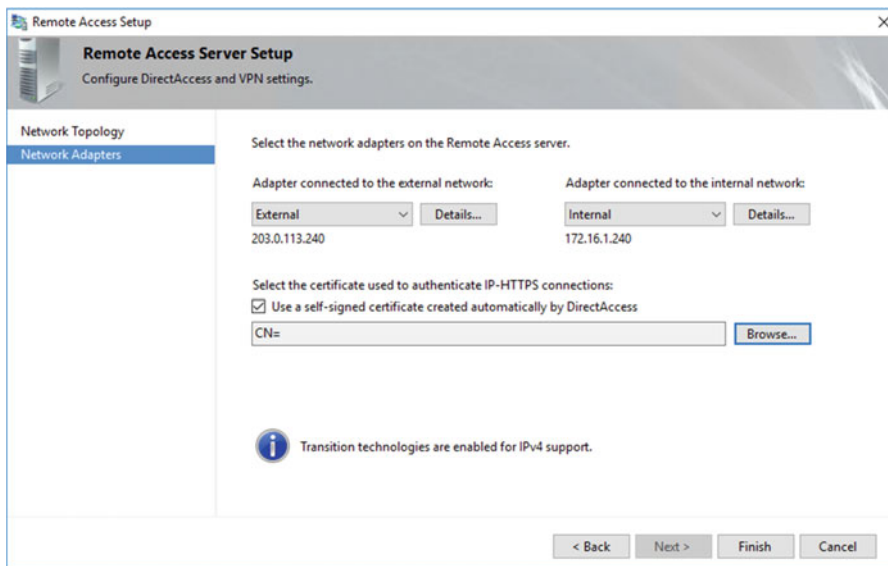 Remote Access Setup
Remote Access Server Setup
Configure DirectAccess and VPN settings.
Network Topology
Network Adapters
Select the network adapters on the Remote Access server.
Adapter connected to the external network:
External
Details...
203.0.113.240
Adapter connected to the internal network:
Internal
Details...
172.16.1.240
Select the certificate used to authenticate IP-HTTPS connections:
Use a self-signed certificate created automatically by DirectAccess
CN=
Browse...
Transition technologies are enabled for IPv4 support.
< Back
Next >
Finish
Cancel